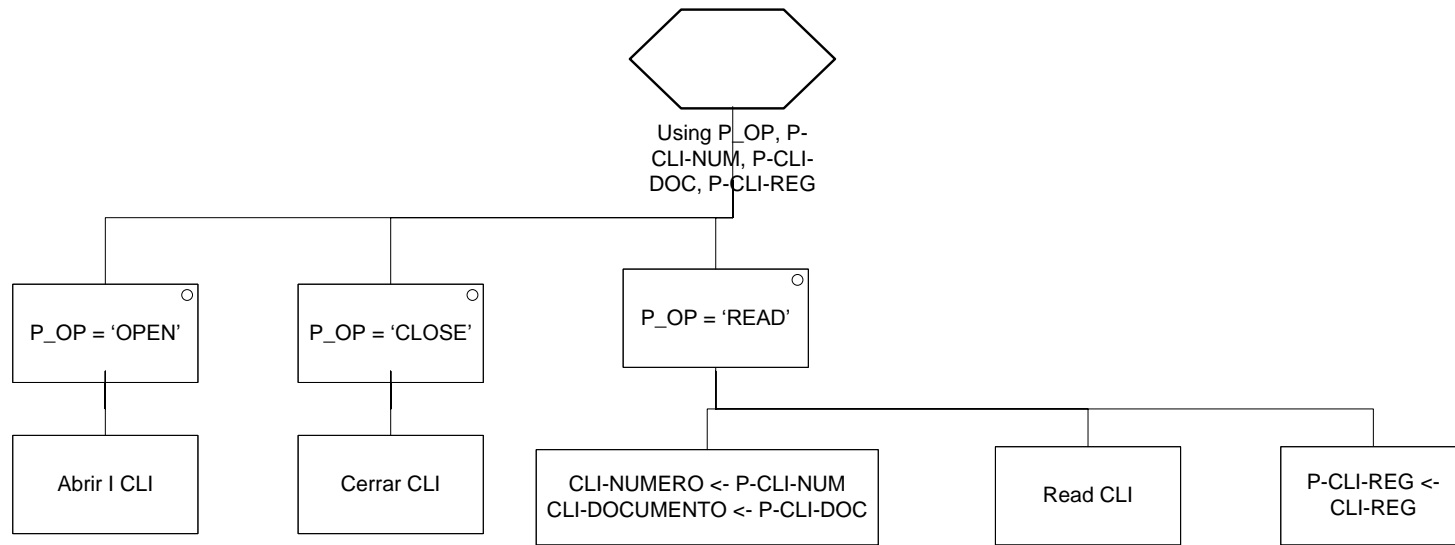 Using P_OP, P-
CLI-NUM, P-CLI-
DOC, P-CLI-REG
P_OP = ‘OPEN’
P_OP = ‘CLOSE’
P_OP = ‘READ’
Abrir I CLI
Cerrar CLI
CLI-NUMERO <- P-CLI-NUM
CLI-DOCUMENTO <- P-CLI-DOC
Read CLI
P-CLI-REG <-
CLI-REG